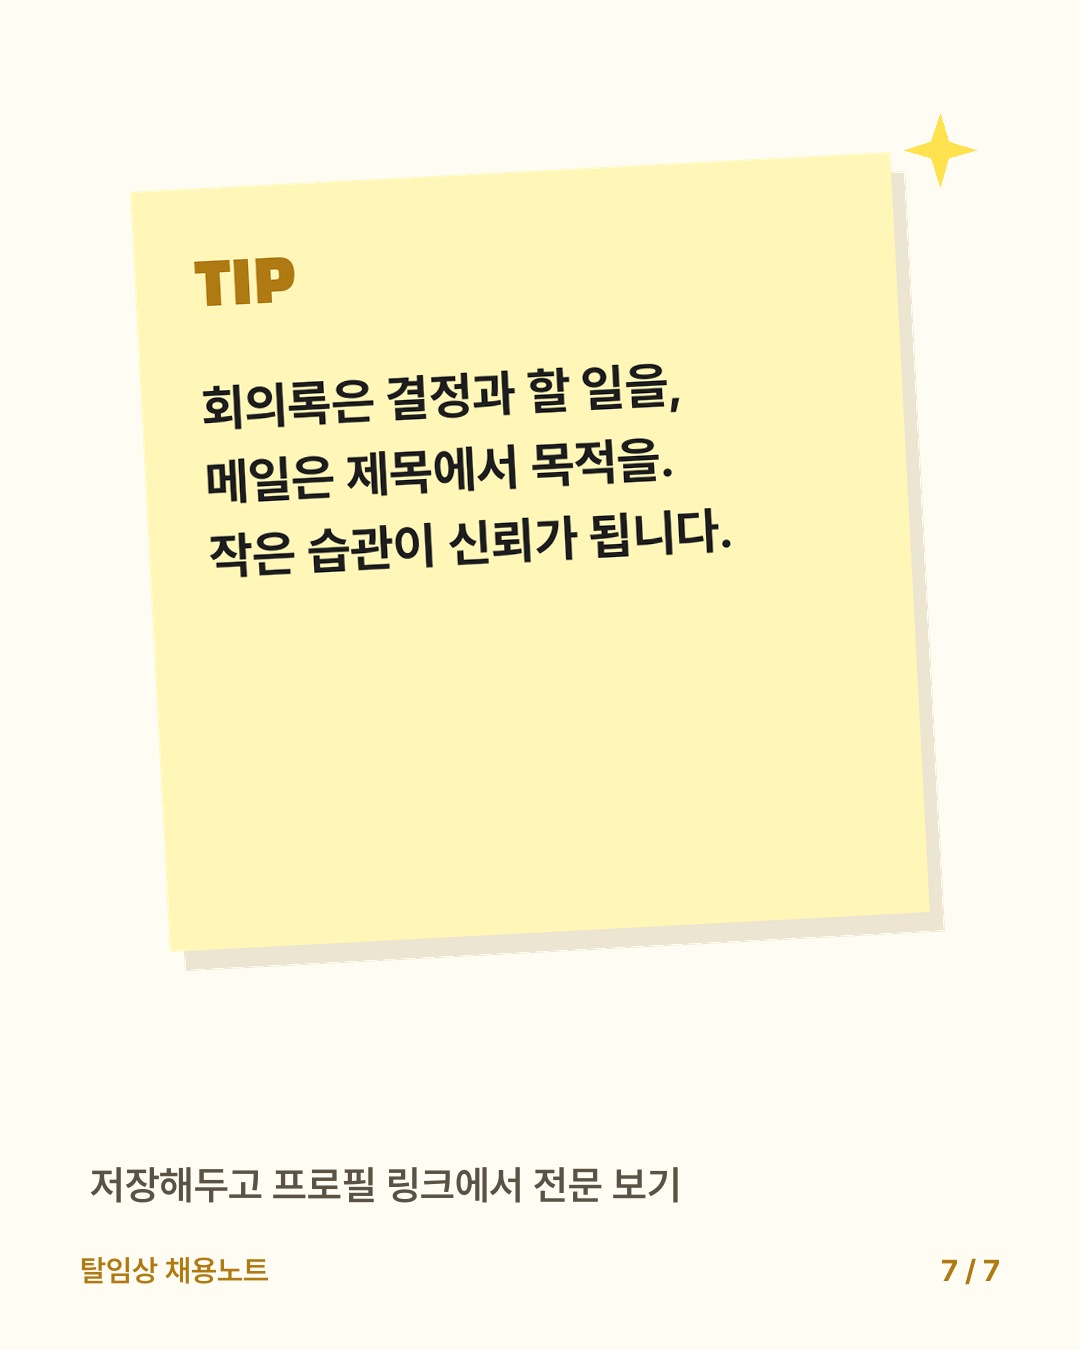 TIP
회의록은 결정과 할 일을,
메일은 제목에서 목적을.
작은 습관이 신뢰가 됩니다.
저장해두고 프로필 링크에서 전문 보기
탈임상 채용노트
7 / 7